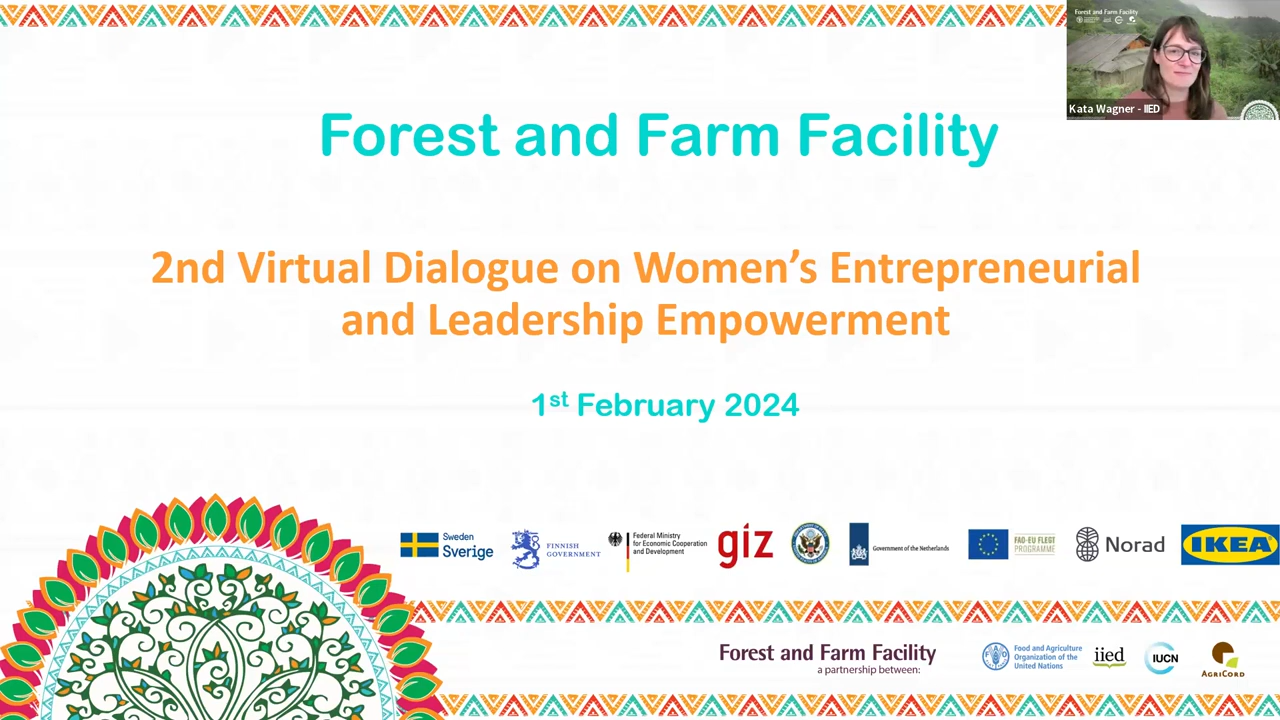 Forest and Farm Facility
Kata Wagner - IIED
Forest and Farm Facility
2nd Virtual Dialogue on Women's Entrepreneurial
and Leadership Empowerment
1st February 2024
Sweden
Sverige
FINNISH
GOVERNMENT
Federal Ministry
for Economic Cooperation
and Development
giz
Government of the Netherlands
FAO-EU FLEGT
PROGRAMME
Norad
IKEA
Forest and Farm Facility
a partnership between:
FAO
Food and Agriculture
Organization of the
United Nations
iied
IUCN
AGRICORD